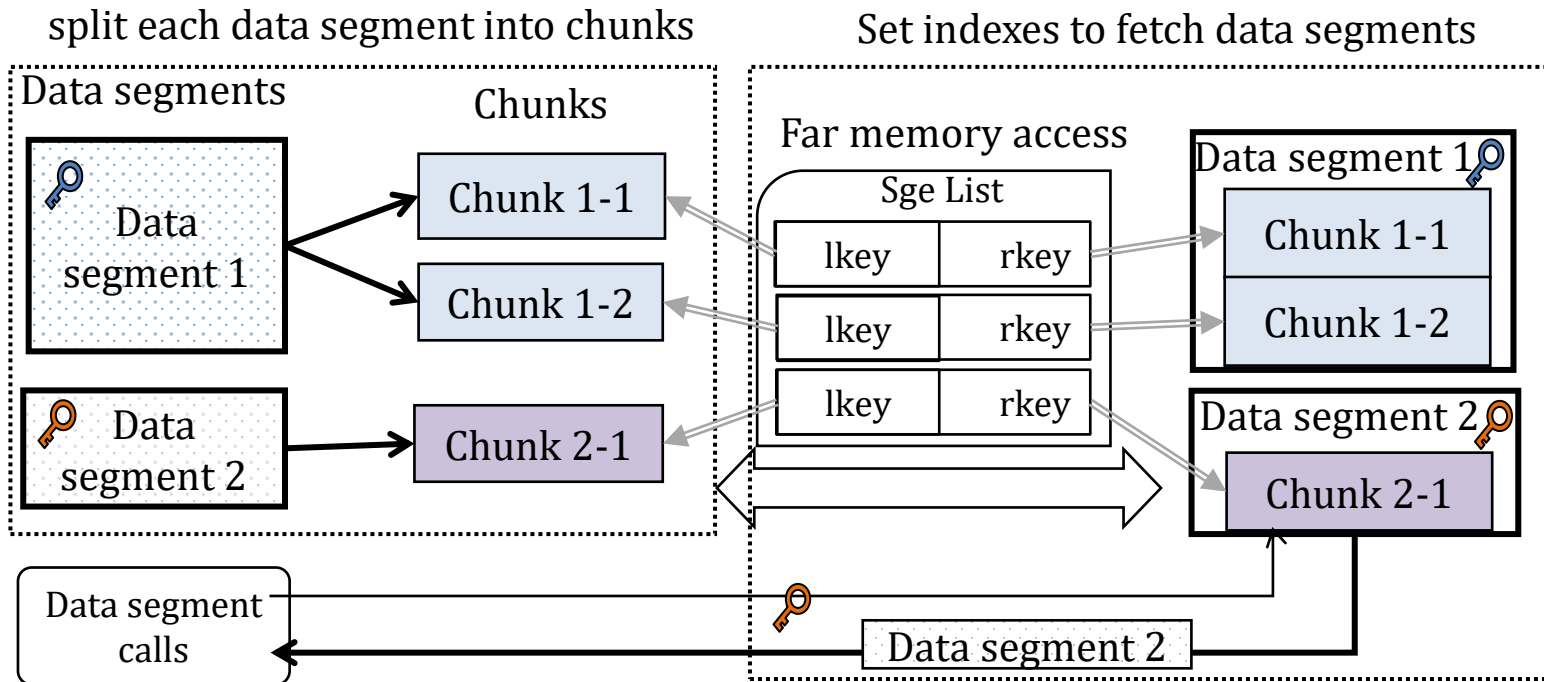 split each data segment into chunks
Set indexes to fetch data segments
Data segments
Chunks
Data
segment 1
Chunk 1-1
Chunk 1-2
Data
segment 2
Chunk 2-1
Far memory access
Sge List
lkey
rkey
lkey
rkey
lkey
rkey
Data segment 1
Chunk 1-1
Chunk 1-2
Data segment 2
Chunk 2-1
Data segment
calls
Data segment 2